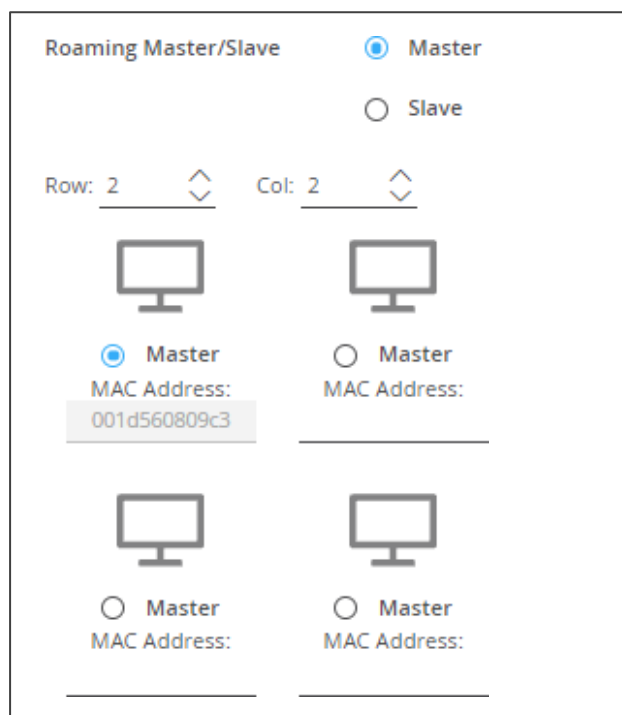 Roaming Master/Slave Master
Slave
Row: 2 Col: 2
Master Master
MAC Address: MAC Address:
001d560809c3
Master Master
MAC Address: MAC Address: